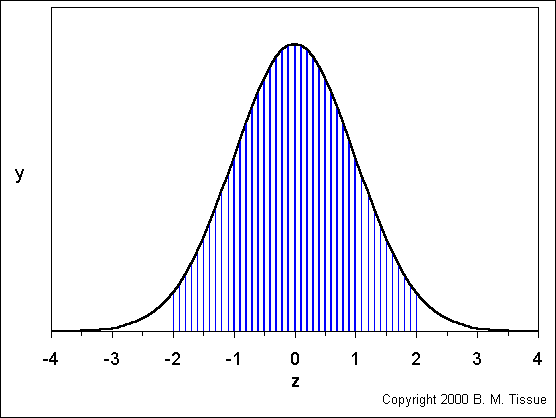 y
-4 -3 -2 -1 0 1 2 3 4
z
Copyright 2000 B. M. Tissue